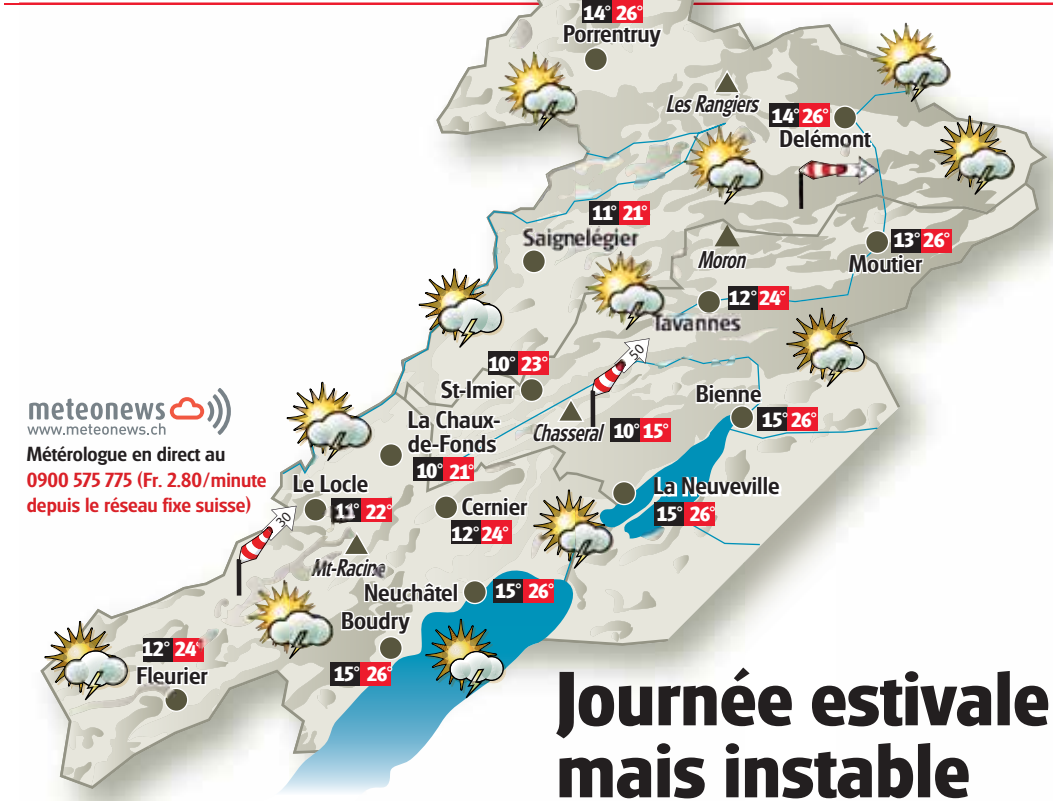 14° 26°
Porrentruy
Les Rangiers
14° 26°
Delémont
11° 21°
Saignelégier
Moron
13° 26°
Moutier
12° 24°
Tavannes
50
10° 23°
St-Imier
Chasseral 10° 15°
Bienne
15° 26°
meteonews
www.meteonews.ch
Métérologue en direct au
0900 575 775 (Fr. 2.80/minute
depuis le réseau fixe suisse)
La Chaux-
de-Fonds
10° 21°
Le Locle
11° 22°
30
Cernier
12° 24°
La Neuveville
15° 26°
Mt-Racine
Neuchâtel 15° 26°
Boudry
15° 26°
12° 24°
Fleurier
Journée estivale
mais instable